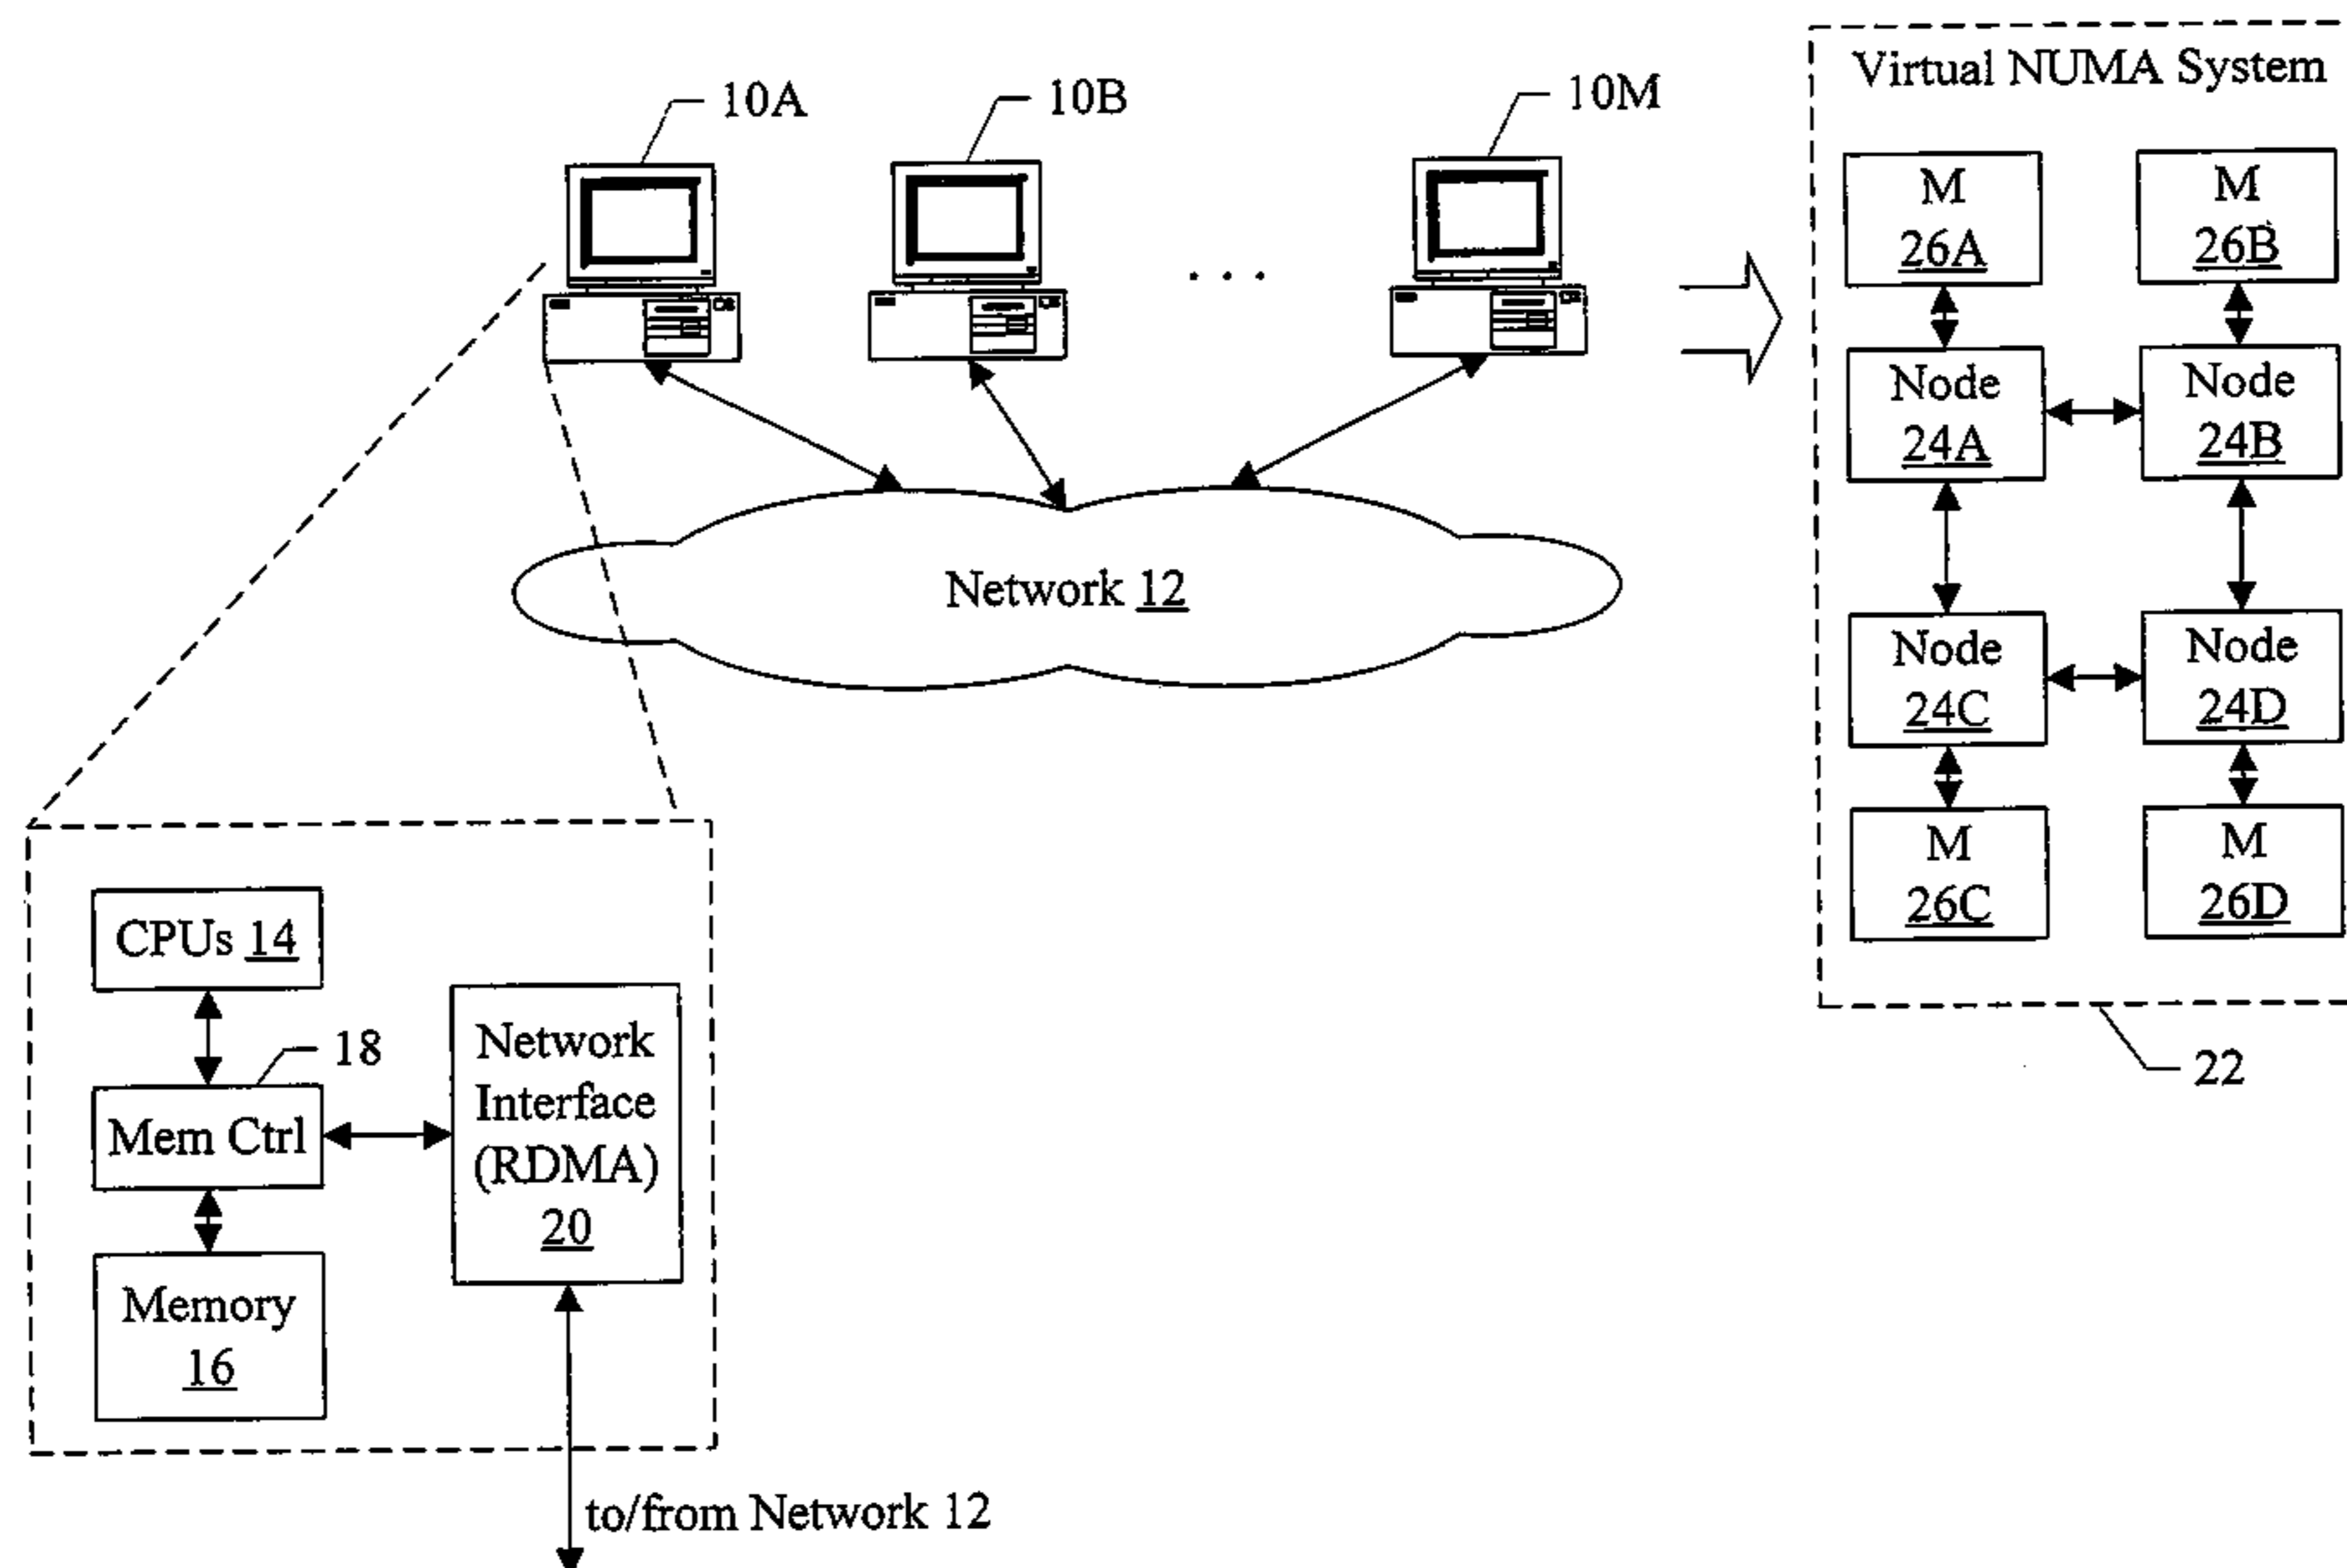 10A
10B
. . .
10M
Network 12
CPUs 14
18
Mem Ctrl
Memory
16
Network
Interface
(RDMA)
20
to/from Network 12
Virtual NUMA System
M
26A
M
26B
Node
24A
Node
24B
Node
24C
Node
24D
M
26C
M
26D
22